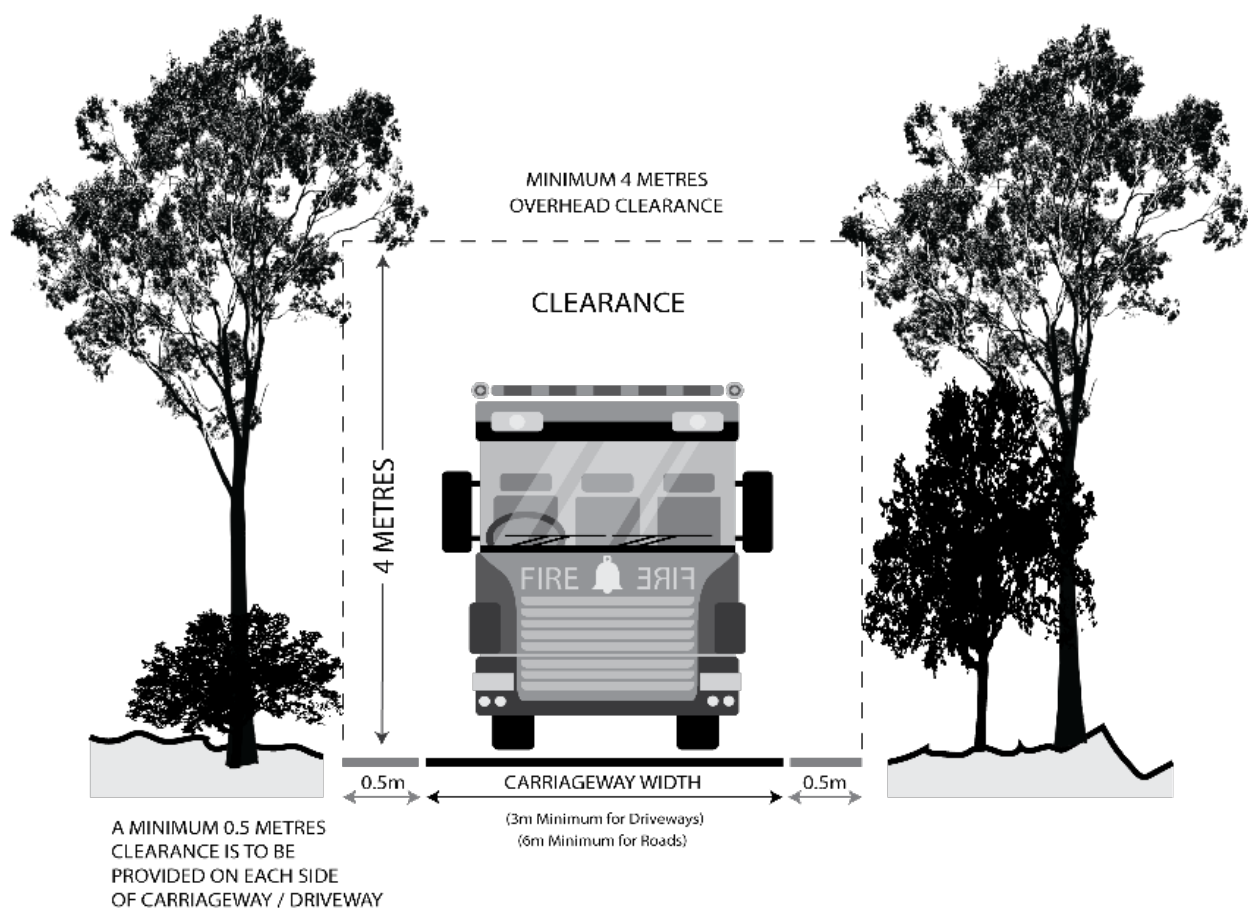 MINIMUM 4 METRES
OVERHEAD CLEARANCE
CLEARANCE
4 METRES
FIRE FIRE
0.5m
CARRIAGEWAY WIDTH
0.5m
(3m Minimum for Driveways)
(6m Minimum for Roads)
A MINIMUM 0.5 METRES
CLEARANCE IS TO BE
PROVIDED ON EACH SIDE
OF CARRIAGEWAY / DRIVEWAY